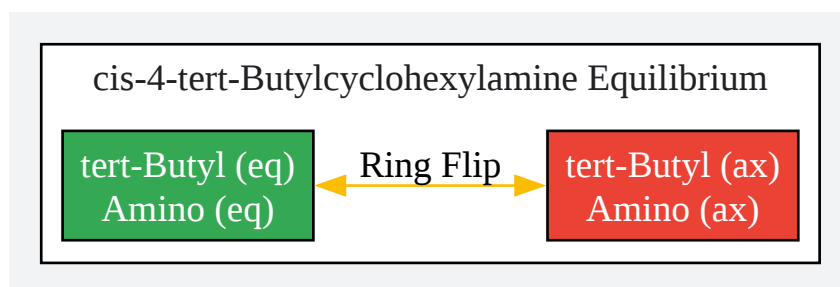 cis-4-tert-Butylcyclohexylamine Equilibrium
tert-Butyl (eq)
Amino (eq)
Ring Flip
tert-Butyl (ax)
Amino (ax)